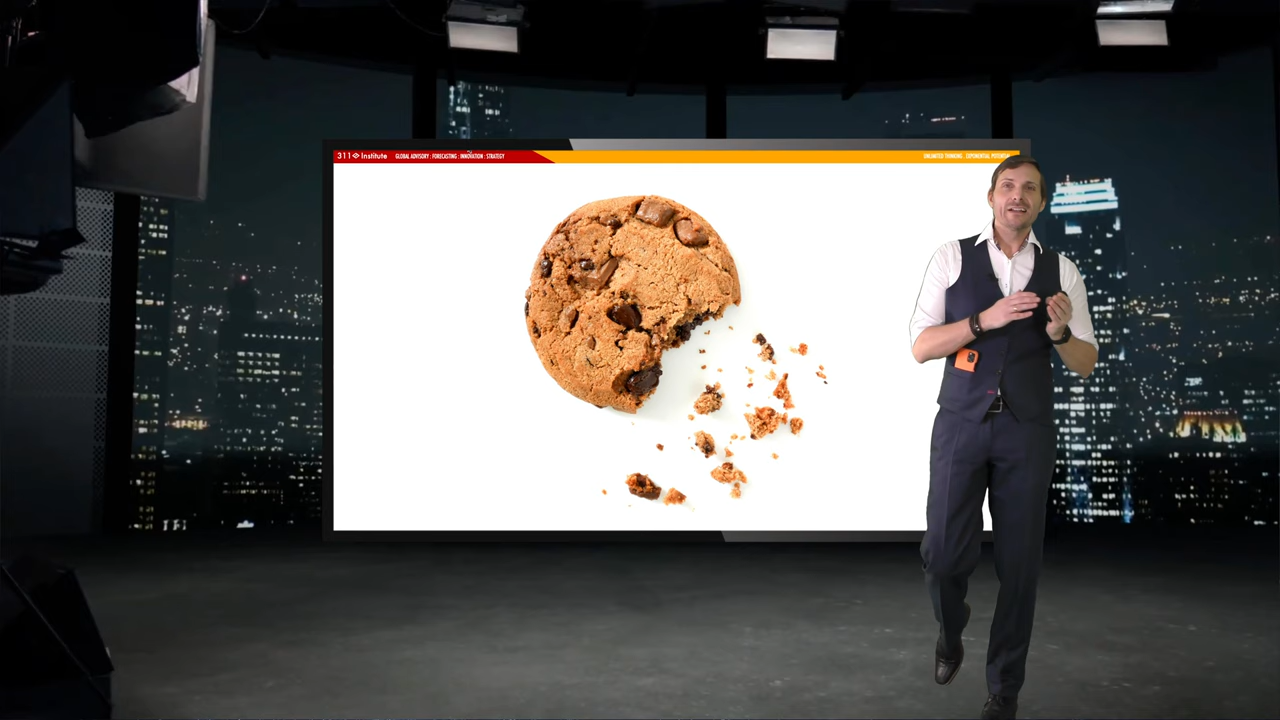 311 Institute
GLOBAL ADVISORY : FORECASTING : INNOVATION : STRATEGY
UNLIMITED THINKING . EXPONENTIAL POTENTIAL